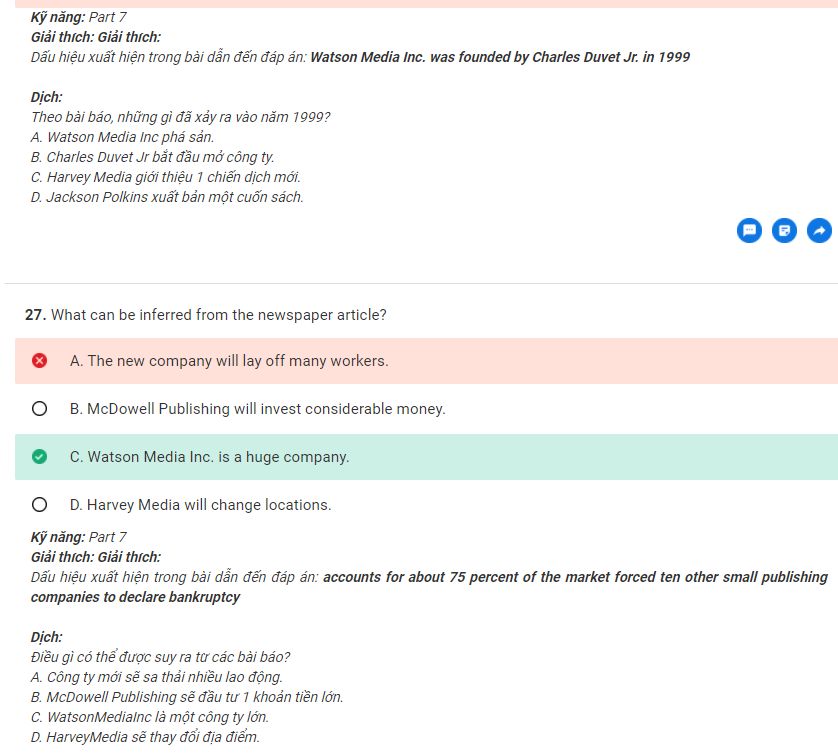 Kỹ năng: Part 7
Giải thích: Giải thích:
Dấu hiệu xuất hiện trong bài dẫn đến đáp án: Watson Media Inc. was founded by Charles Duvet Jr. in 1999
Dịch:
Theo bài báo, những gì đã xảy ra vào năm 1999?
A. Watson Media Inc phá sản.
B. Charles Duvet Jr bắt đầu mở công ty.
C. Harvey Media giới thiệu 1 chiến dịch mới.
D. Jackson Polkins xuất bản một cuốn sách.
27. What can be inferred from the newspaper article?
A. The new company will lay off many workers.
B. McDowell Publishing will invest considerable money.
C. Watson Media Inc. is a huge company.
D. Harvey Media will change locations.
Kỹ năng: Part 7
Giải thích: Giải thích:
Dấu hiệu xuất hiện trong bài dẫn đến đáp án: accounts for about 75 percent of the market forced ten other small publishing
companies to declare bankruptcy
Dịch:
Điều gì có thể được suy ra từ các bài báo?
A. Công ty mới sẽ sa thải nhiều lao động.
B. McDowell Publishing sẽ đầu tư 1 khoản tiền lớn.
C. WatsonMediaInc là một công ty lớn.
D. HarveyMedia sẽ thay đổi địa điểm.